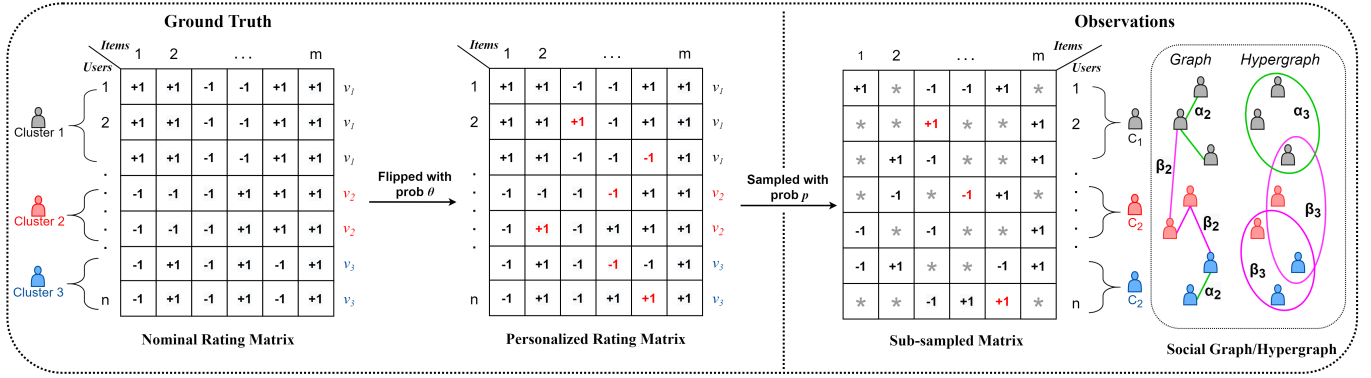 Ground Truth
Items
Users
1 2 ... m
1 +1 +1 -1 -1 +1 +1 v1
2 +1 +1 -1 -1 +1 +1 v1
+1 +1 -1 -1 +1 +1 v1
-1 -1 -1 +1 +1 +1 v2
-1 -1 -1 +1 +1 +1 v2
-1 +1 -1 +1 -1 +1 v3
n -1 +1 -1 +1 -1 +1 v3
Cluster 1
Cluster 2
Cluster 3
Nominal Rating Matrix
Flipped with
prob θ
Items
Users
1 2 ... m
1 +1 +1 -1 -1 +1 +1 v1
2 +1 +1 +1 -1 +1 +1 v1
+1 +1 -1 -1 -1 +1 v1
-1 -1 -1 -1 +1 +1 v2
-1 +1 -1 +1 +1 +1 v2
-1 +1 -1 -1 -1 +1 v3
n -1 +1 -1 +1 +1 +1 v3
Personalized Rating Matrix
Sampled with
prob p
Observations
Items
Users
1 2 ... m
+1 * -1 -1 +1 * 1
* * +1 * * +1 2
* +1 -1 * * +1
* -1 * -1 +1 *
-1 * -1 * * +1
-1 +1 * * -1 +1
* * -1 +1 +1 * n
C1
C2
C2
Sub-sampled Matrix
Graph
α2
β2
β2
α2
Hypergraph
α3
β3
β3
Social Graph/Hypergraph